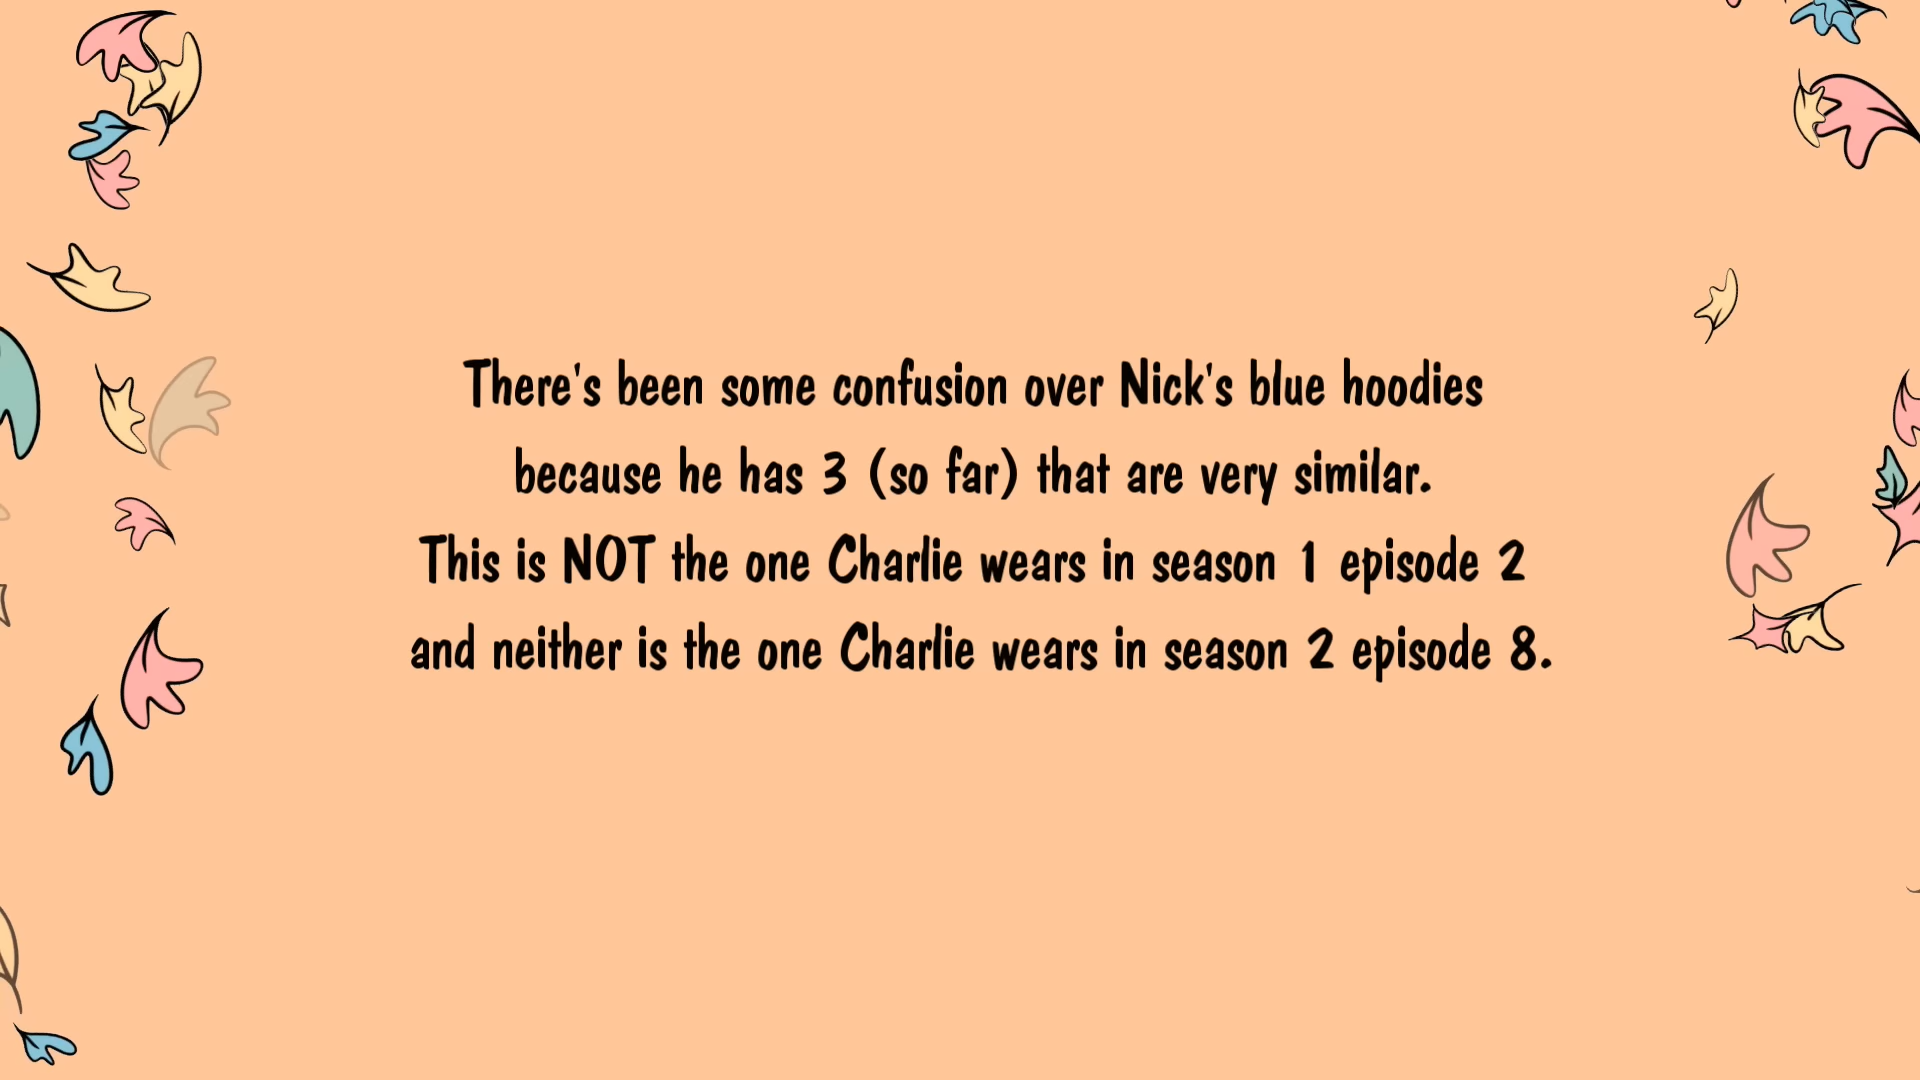 There's been some confusion over Nick's blue hoodies
because he has 3 (so far) that are very similar.
This is NOT the one Charlie wears in season 1 episode 2
and neither is the one Charlie wears in season 2 episode 8.